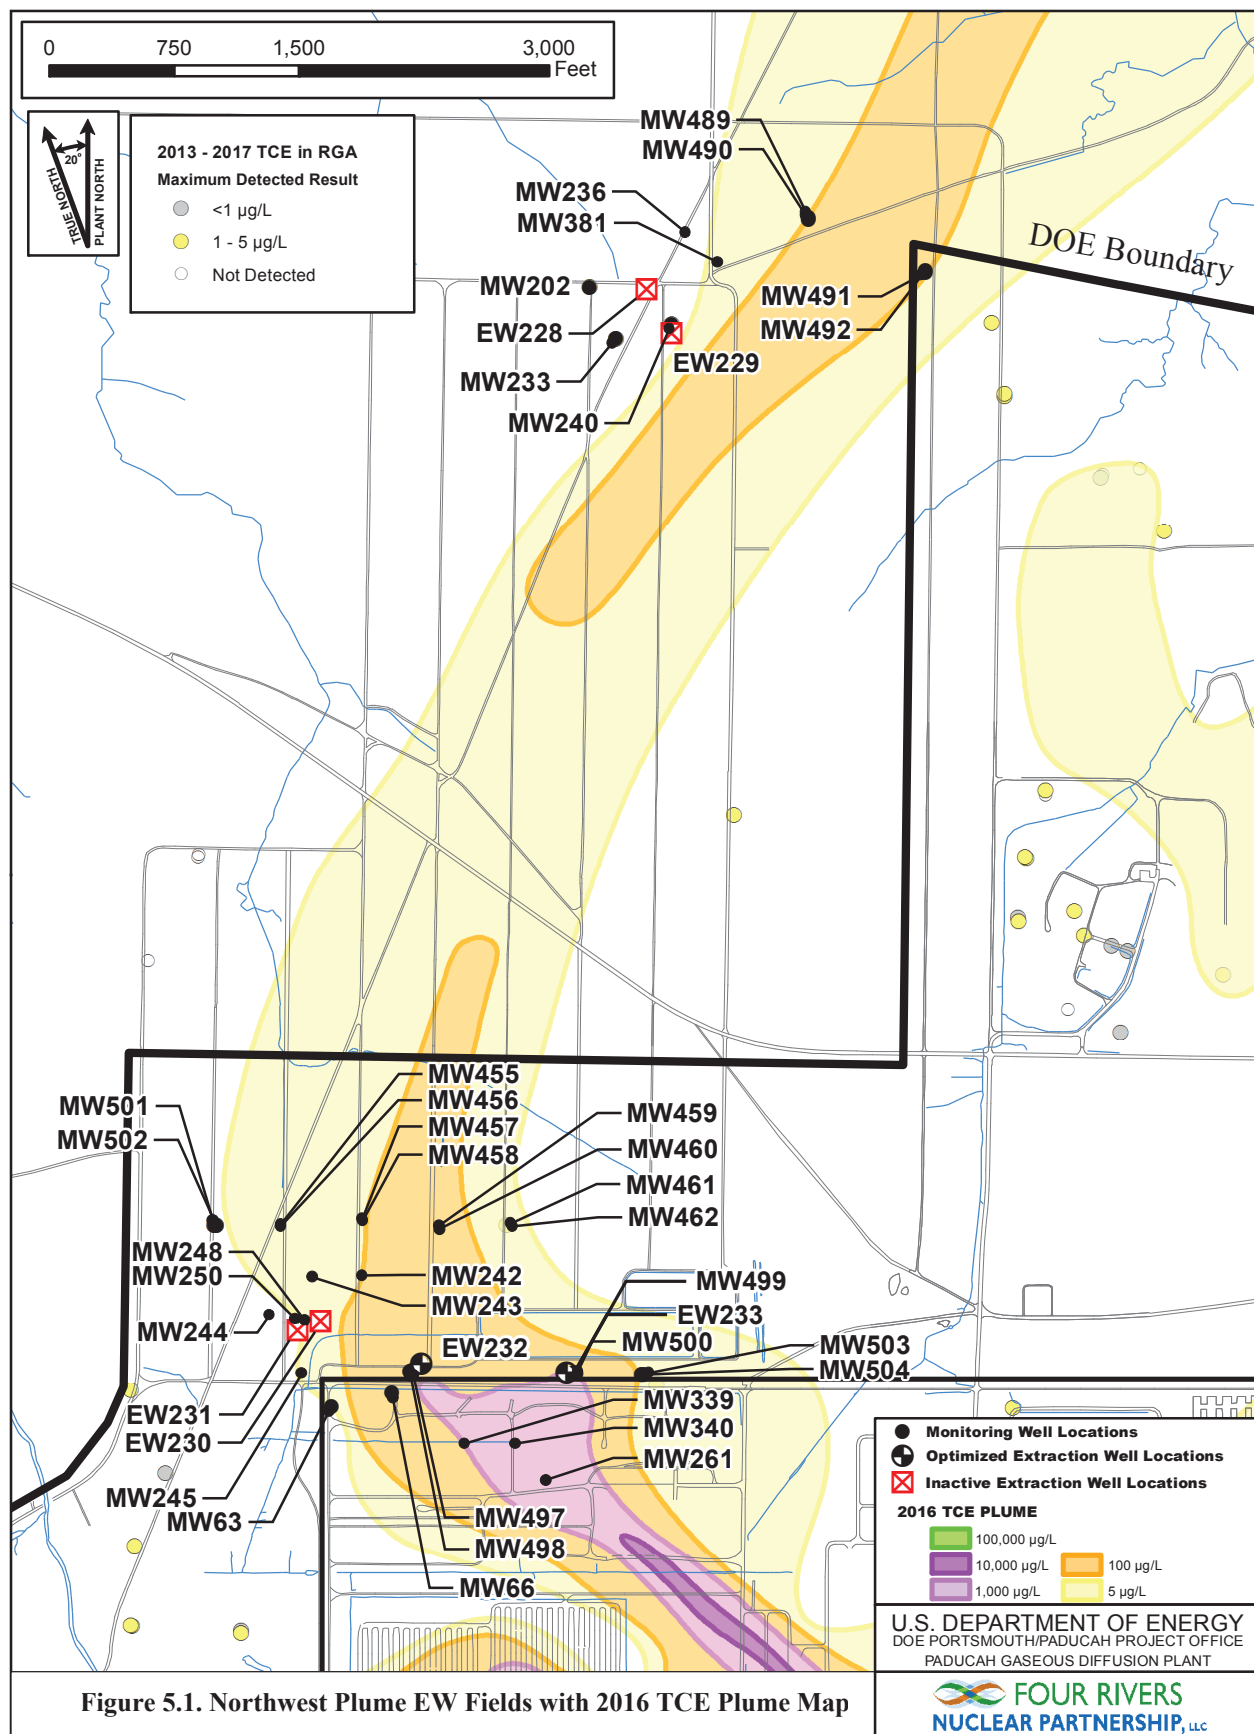 0 750 1,500 3,000
Feet
TRUE NORTH
20°
PLANT NORTH
2013 - 2017 TCE in RGA
Maximum Detected Result
<1 µg/L
1 - 5 µg/L
Not Detected
MW489
MW490
MW236
MW381
DOE Boundary
MW202
MW491
EW228
MW492
EW229
MW233
MW240
MW455
MW501
MW456
MW459
MW457
MW502
MW460
MW458
MW461
MW462
MW248
MW250
MW242
MW499
MW243
EW233
MW244
MW500
MW503
EW232
MW504
MW339
EW231
MW340
EW230
MW261
MW245
MW63
MW497
MW498
MW66
Monitoring Well Locations
Optimized Extraction Well Locations
Inactive Extraction Well Locations
2016 TCE PLUME
100,000 µg/L
10,000 µg/L 100 µg/L
1,000 µg/L 5 µg/L
U.S. DEPARTMENT OF ENERGY
DOE PORTSMOUTH/PADUCAH PROJECT OFFICE
PADUCAH GASEOUS DIFFUSION PLANT
Figure 5.1. Northwest Plume EW Fields with 2016 TCE Plume Map
FOUR RIVERS
NUCLEAR PARTNERSHIP, LLC